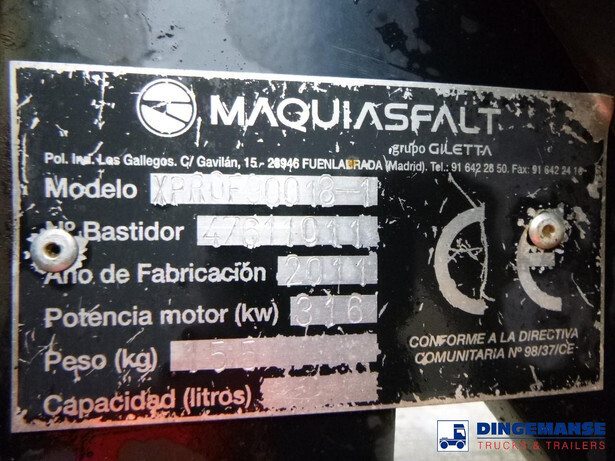 MAQUIASFALT
grupo GILETTA
Pol. Ind. Los Gallegos. C/ Gavilán, 15.- 28946 FUENLABRADA (Madrid). Tel.: 91 642 28 50. Fax: 91 642 24 16
Modelo
Nº Bastidor
Año de Fabricación 2011
Potencia motor (kw) 316
Peso (kg)
Capacidad (litros)
CE
CONFORME A LA DIRECTIVA
COMUNITARIA Nº 98/37/CE
DINGEMANSE
TRUCKS & TRAILERS